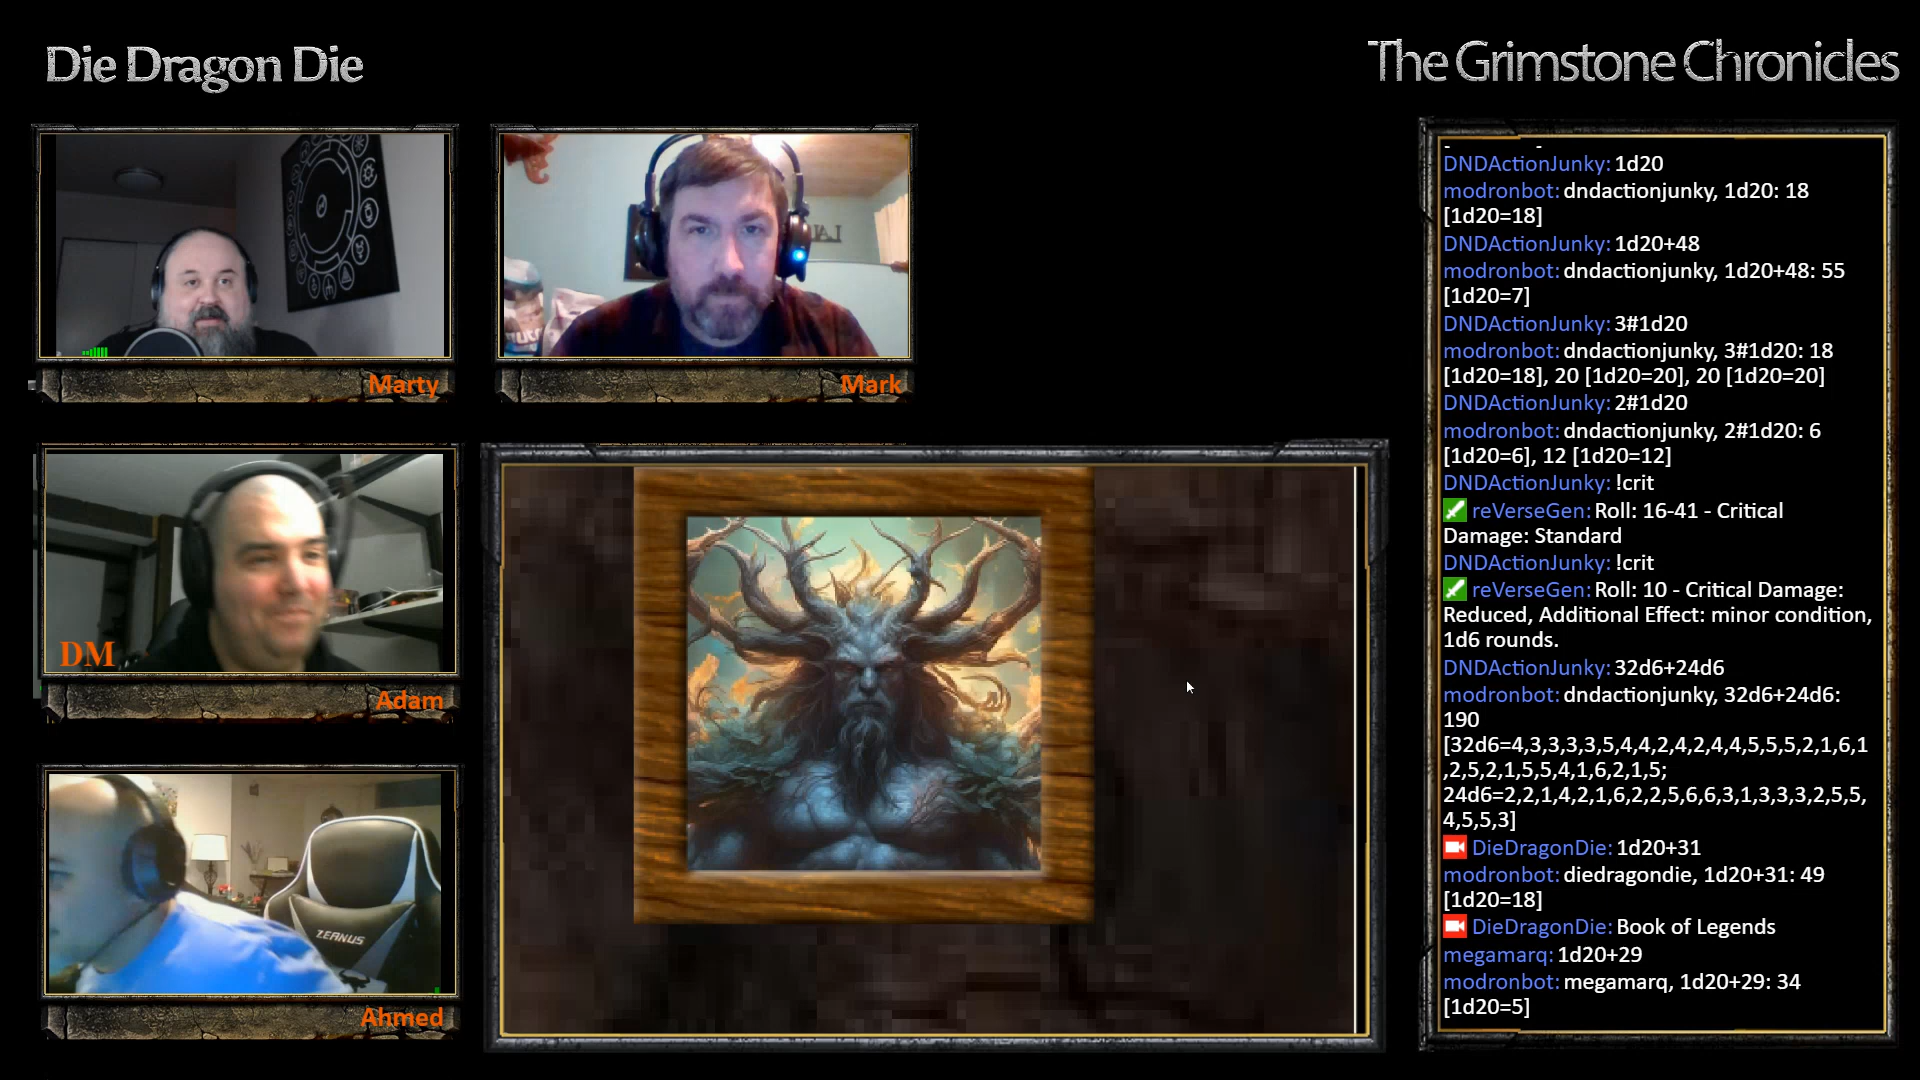 Die Dragon Die
The Grimstone Chronicles
Marty
Mark
DM
Adam
ZEANUS
Ahmed
DNDActionJunky: 1d20
modronbot: dndactionjunky, 1d20: 18
[1d20=18]
DNDActionJunky: 1d20+48
modronbot: dndactionjunky, 1d20+48: 55
[1d20=7]
DNDActionJunky: 3#1d20
modronbot: dndactionjunky, 3#1d20: 18
[1d20=18], 20 [1d20=20], 20 [1d20=20]
DNDActionJunky: 2#1d20
modronbot: dndactionjunky, 2#1d20: 6
[1d20=6], 12 [1d20=12]
DNDActionJunky: !crit
reVerseGen: Roll: 16-41 - Critical
Damage: Standard
DNDActionJunky: !crit
reVerseGen: Roll: 10 - Critical Damage:
Reduced, Additional Effect: minor condition,
1d6 rounds.
DNDActionJunky: 32d6+24d6
modronbot: dndactionjunky, 32d6+24d6:
190
[32d6=4,3,3,3,3,5,4,4,2,4,2,4,4,5,5,5,2,1,6,1
,2,5,2,1,5,5,4,1,6,2,1,5;
24d6=2,2,1,4,2,1,6,2,2,5,6,6,3,1,3,3,3,2,5,5,
4,5,5,3]
DieDragonDie: 1d20+31
modronbot: diedragondie, 1d20+31: 49
[1d20=18]
DieDragonDie: Book of Legends
megamarq: 1d20+29
modronbot: megamarq, 1d20+29: 34
[1d20=5]